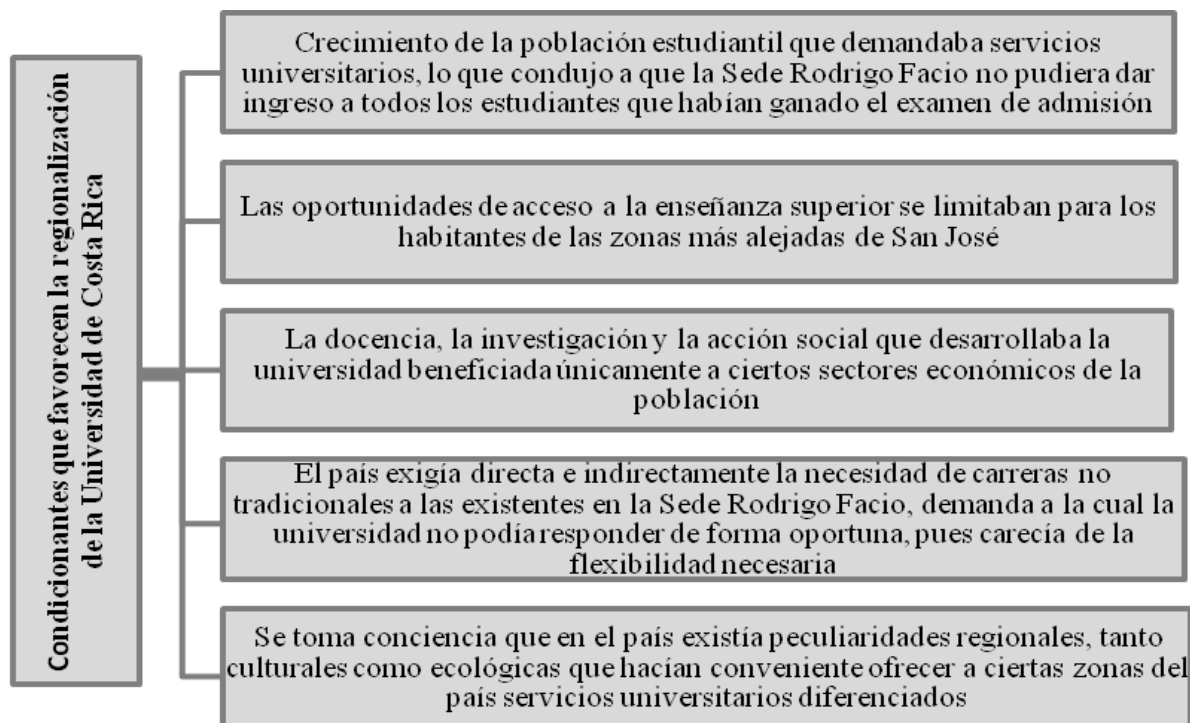 Condicionantes que favorecen la regionalización
de la Universidad de Costa Rica
Crecimiento de la población estudiantil que demandaba servicios
universitarios, lo que condujo a que la Sede Rodrigo Facio no pudiera dar
ingreso a todos los estudiantes que habían ganado el examen de admisión
Las oportunidades de acceso a la enseñanza superior se limitaban para los
habitantes de las zonas más alejadas de San José
La docencia, la investigación y la acción social que desarrollaba la
universidad beneficiada únicamente a ciertos sectores económicos de la
población
El país exigía directa e indirectamente la necesidad de carreras no
tradicionales a las existentes en la Sede Rodrigo Facio, demanda a la cual la
universidad no podía responder de forma oportuna, pues carecía de la
flexibilidad necesaria
Se toma conciencia que en el país existía peculiaridades regionales, tanto
culturales como ecológicas que hacían conveniente ofrecer a ciertas zonas del
país servicios universitarios diferenciados